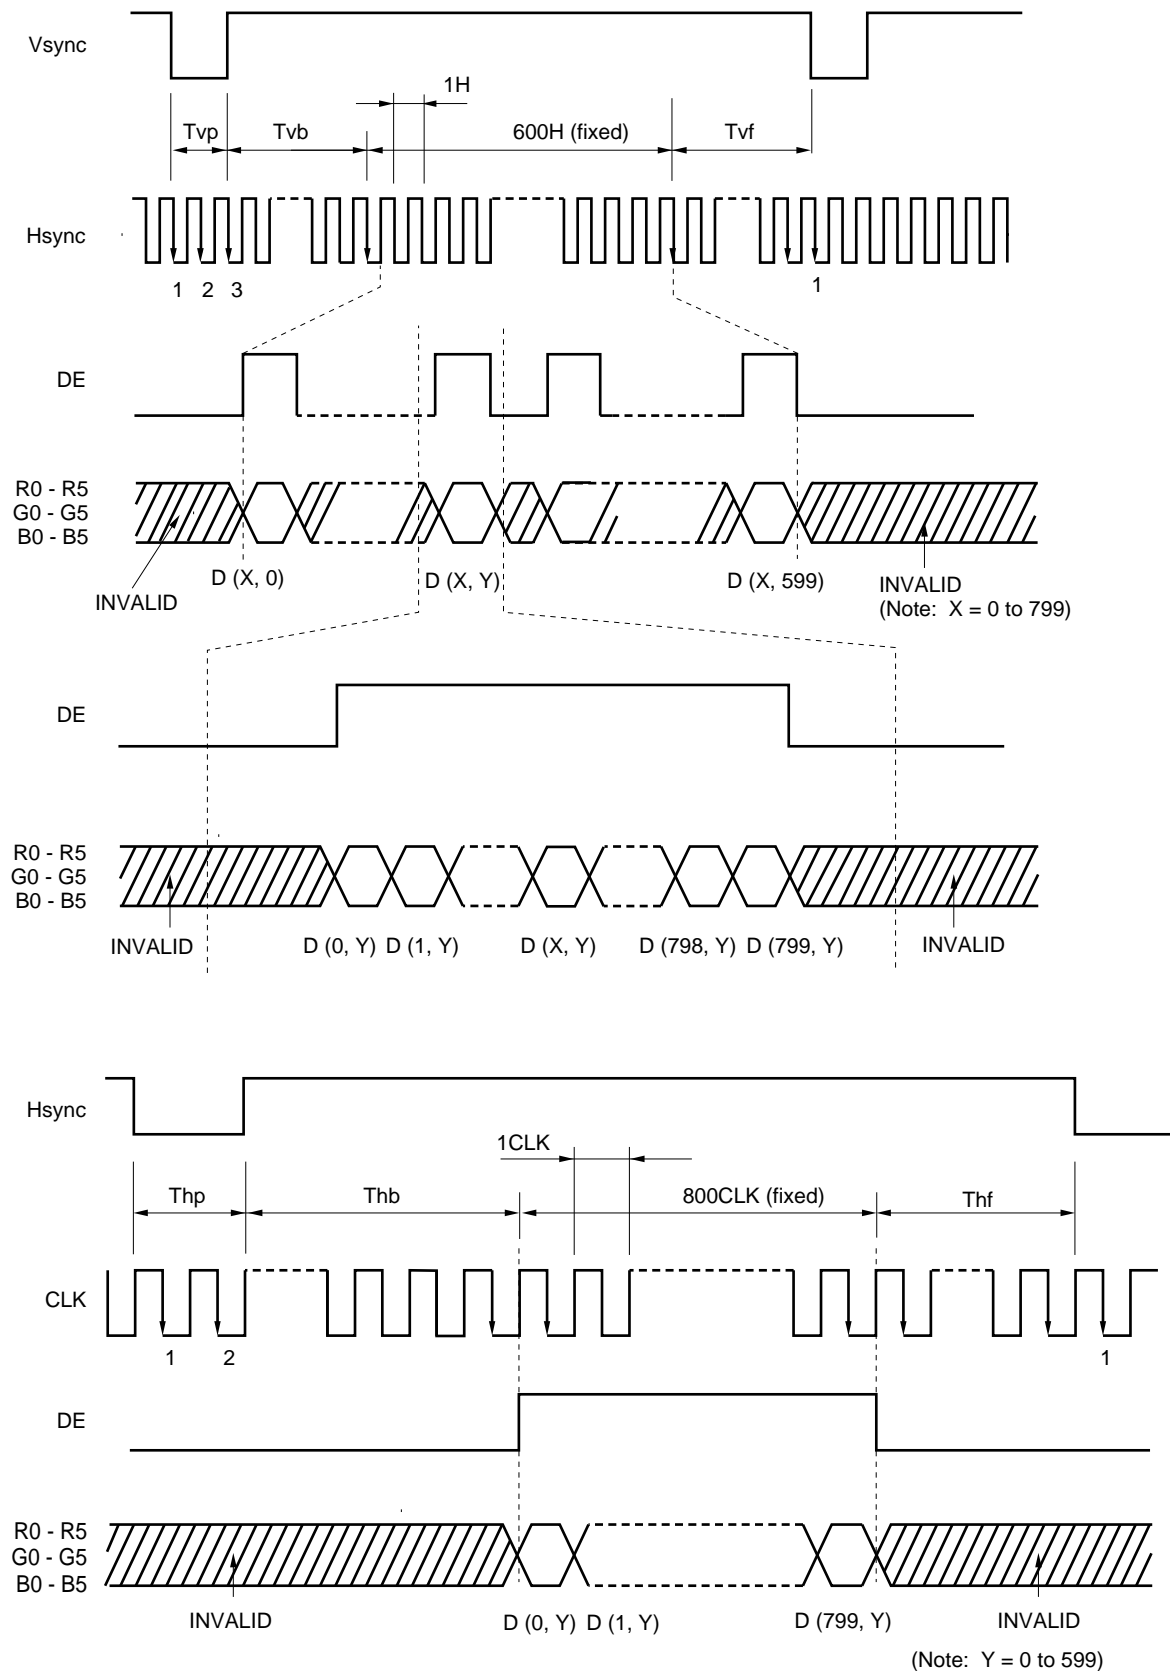 Vsync
1H
Tvp Tvb 600H (fixed) Tvf
Hsync
1 2 3 1
DE
R0 - R5
G0 - G5
B0 - B5
D (X, 0) D (X, Y) D (X, 599)
INVALID INVALID
(Note: X = 0 to 799)
DE
R0 - R5
G0 - G5
B0 - B5
INVALID D (0, Y) D (1, Y) D (X, Y) D (798, Y) D (799, Y) INVALID
Hsync
1CLK
Thp Thb 800CLK (fixed) Thf
CLK
1 2 1
DE
R0 - R5
G0 - G5
B0 - B5
INVALID D (0, Y) D (1, Y) D (799, Y) INVALID
(Note: Y = 0 to 599)